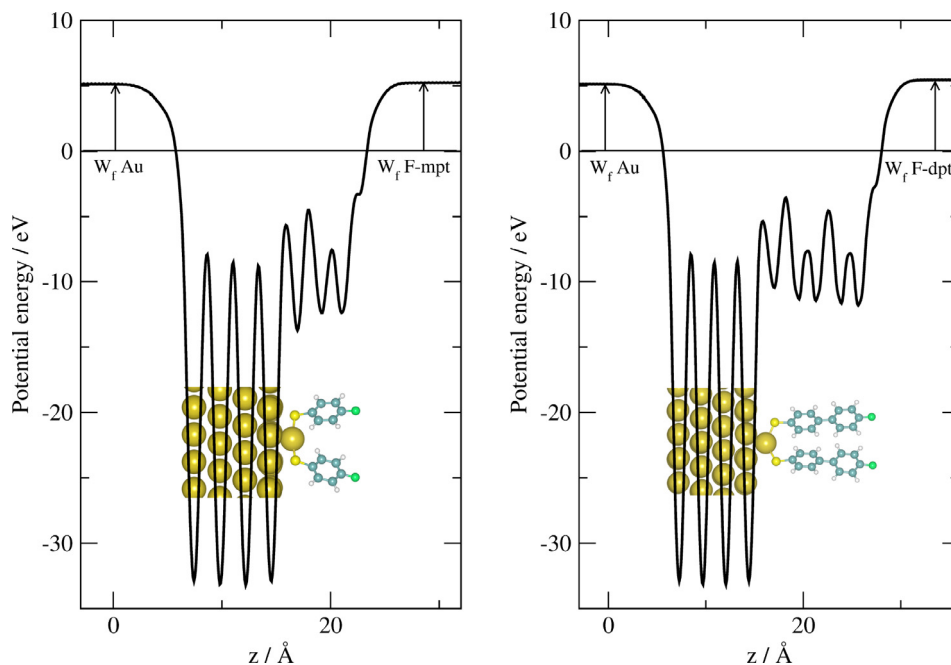 10
0
-10
-20
-30
Potential energy / eV
W_f Au
W_f F-mpt
0
20
z / Å
10
0
-10
-20
-30
Potential energy / eV
W_f Au
W_f F-dpt
0
20
z / Å